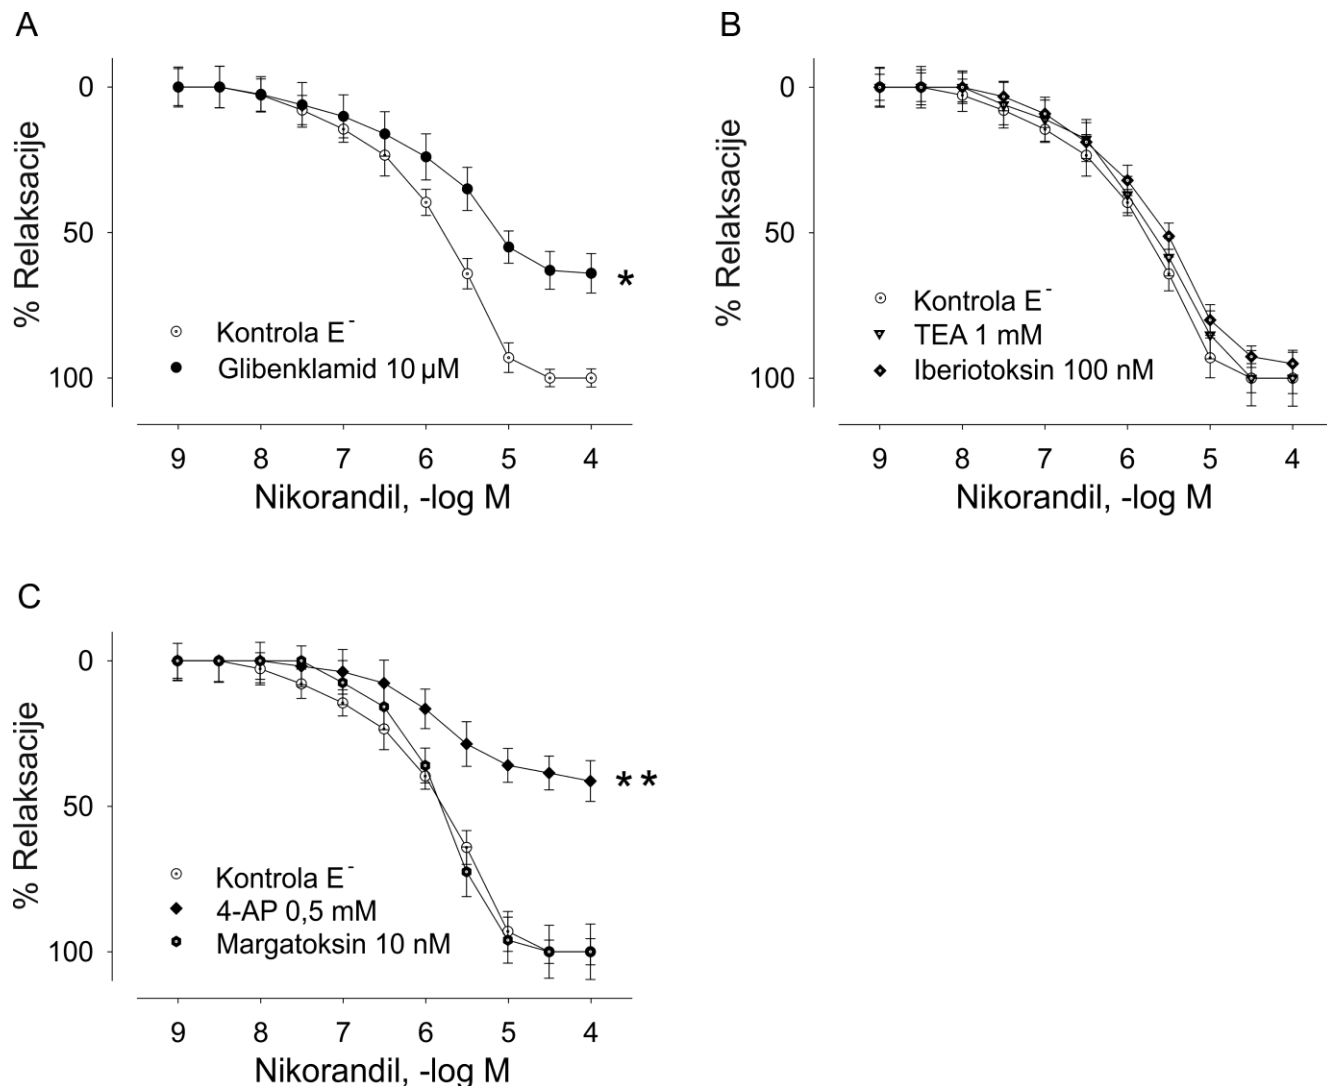 A
0
50
100
% Relaksacije
Kontrola E⁻
Glibenklamid 10 µM
*
9 8 7 6 5 4
Nikorandil, -log M
B
0
50
100
% Relaksacije
Kontrola E⁻
TEA 1 mM
Iberiotoksin 100 nM
9 8 7 6 5 4
Nikorandil, -log M
C
0
50
100
% Relaksacije
**
Kontrola E⁻
4-AP 0,5 mM
Margatoksin 10 nM
9 8 7 6 5 4
Nikorandil, -log M